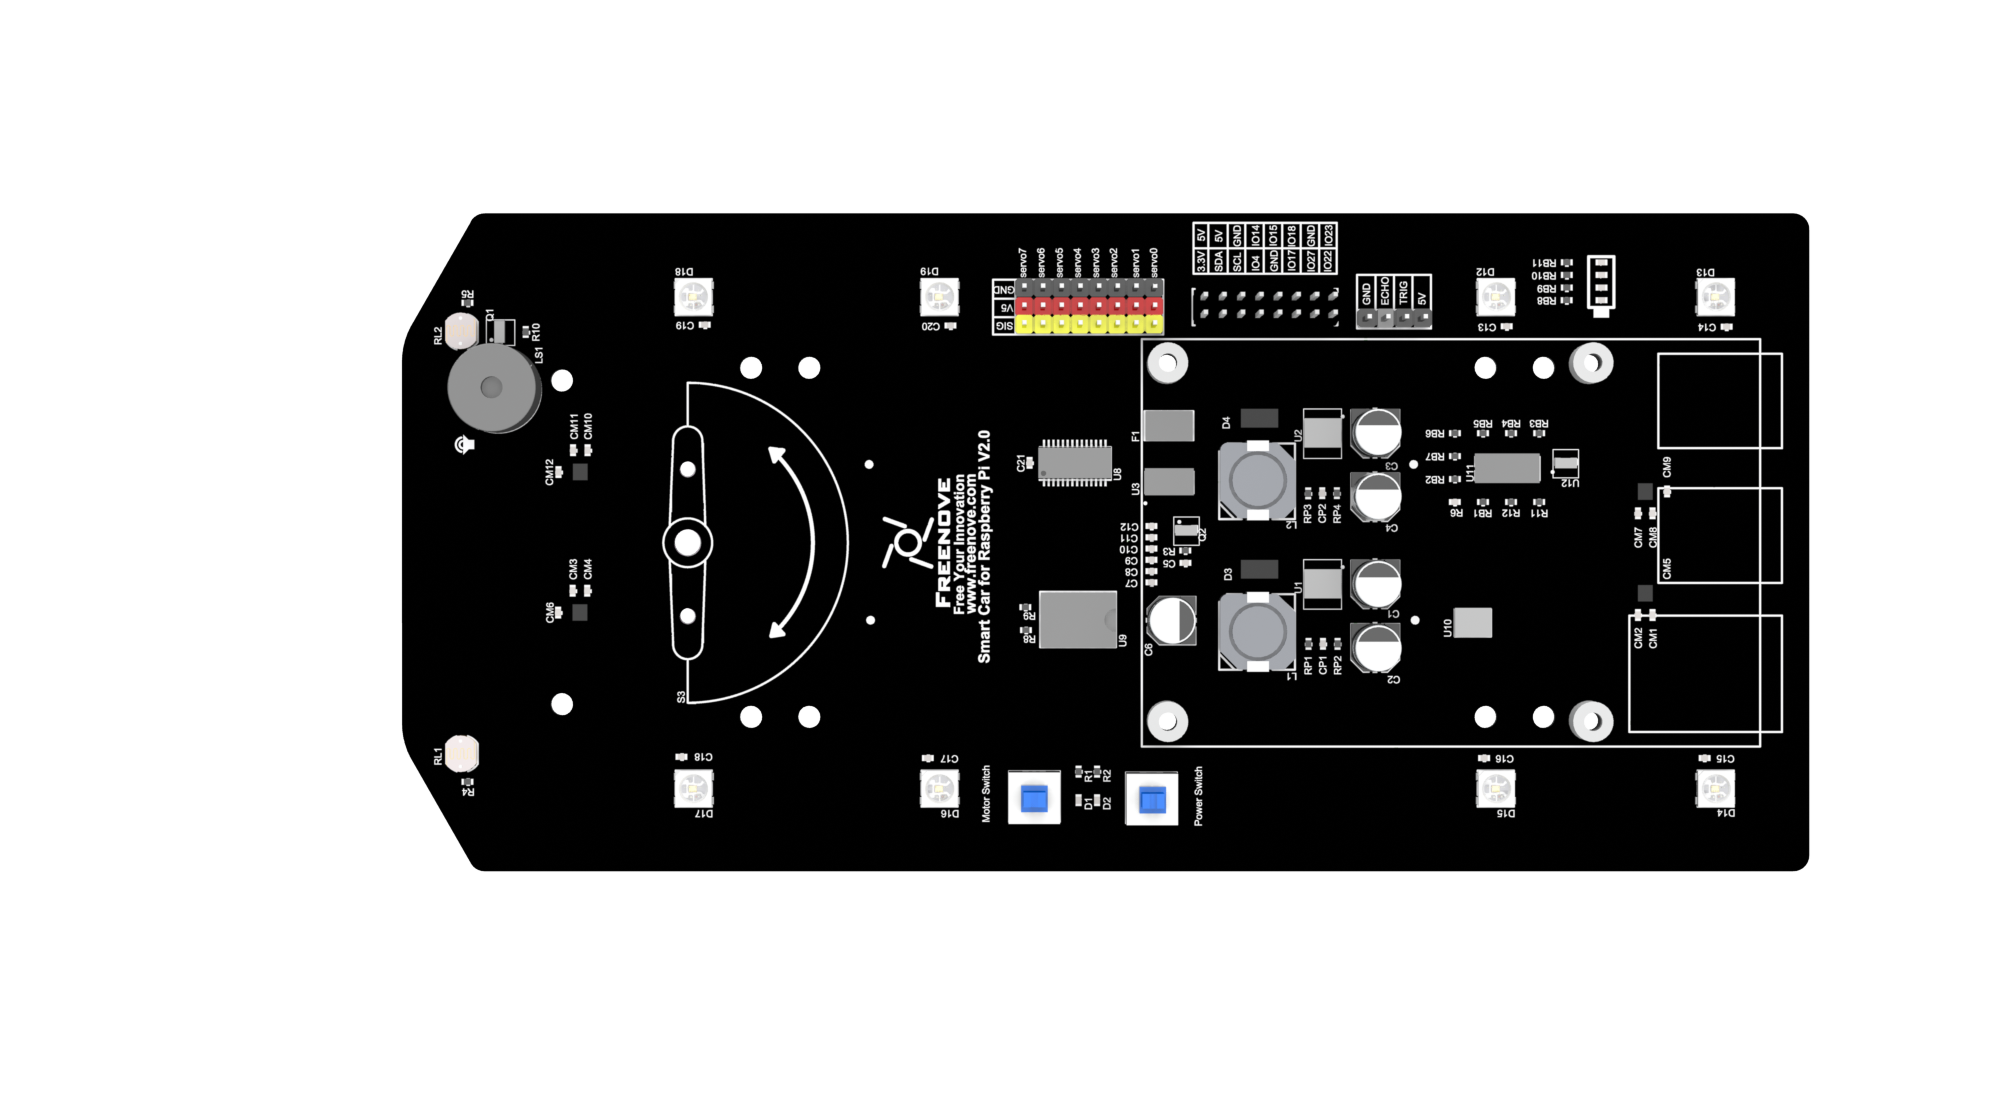 D18
C19
D19
C20
servo7
servo6
servo5
servo4
servo3
servo2
servo1
servo0
GND
V5
SIG
3.3V 5V
SDA 5V
SCL GND
IO4 IO14
GND IO15
IO17 IO18
IO27 GND
IO22 IO23
GND
ECHO
TRIG
5V
D12
C13
RB11
RB10
RB9
RB8
D13
C14
R5
RL2
Q1
R10
LS1
CM11
CM10
CM12
CM3
CM4
CM6
S3
RL1
R4
FREENOVE
Free Your Innovation
www.freenove.com
Smart Car for Raspberry Pi V2.0
C21
U8
F1
U3
D4
U2
C3
C4
RP3
CP2
RP4
C12
C11
C10
C9
C8
C7
Q2
R3
C5
D3
U1
C1
C2
L1
RP1
CP1
RP2
C6
U9
RB6
RB7
RB2
R6
RB5
RB4
RB3
U11
U12
RB1
R12
R11
U10
CM9
CM7
CM8
CM5
CM2
CM1
C18
D17
C17
D16
Motor Switch
R1
R2
D1
D2
Power Switch
C16
D15
C15
D14